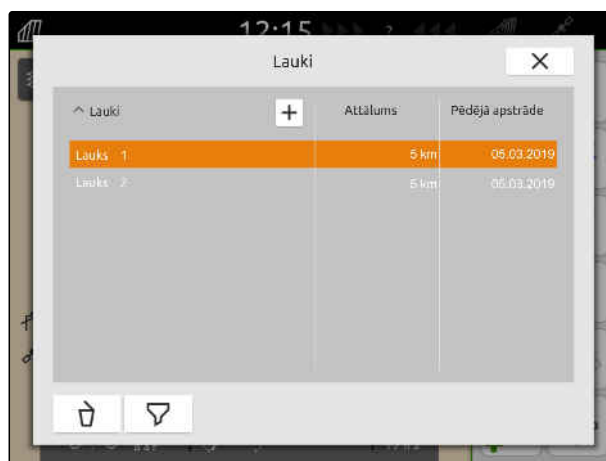 12:15
?
Lauki
^ Lauki + Attālums Pēdējā apstrāde
Lauks 1 5 km 05.03.2019
Lauks 2 5 km 05.03.2019